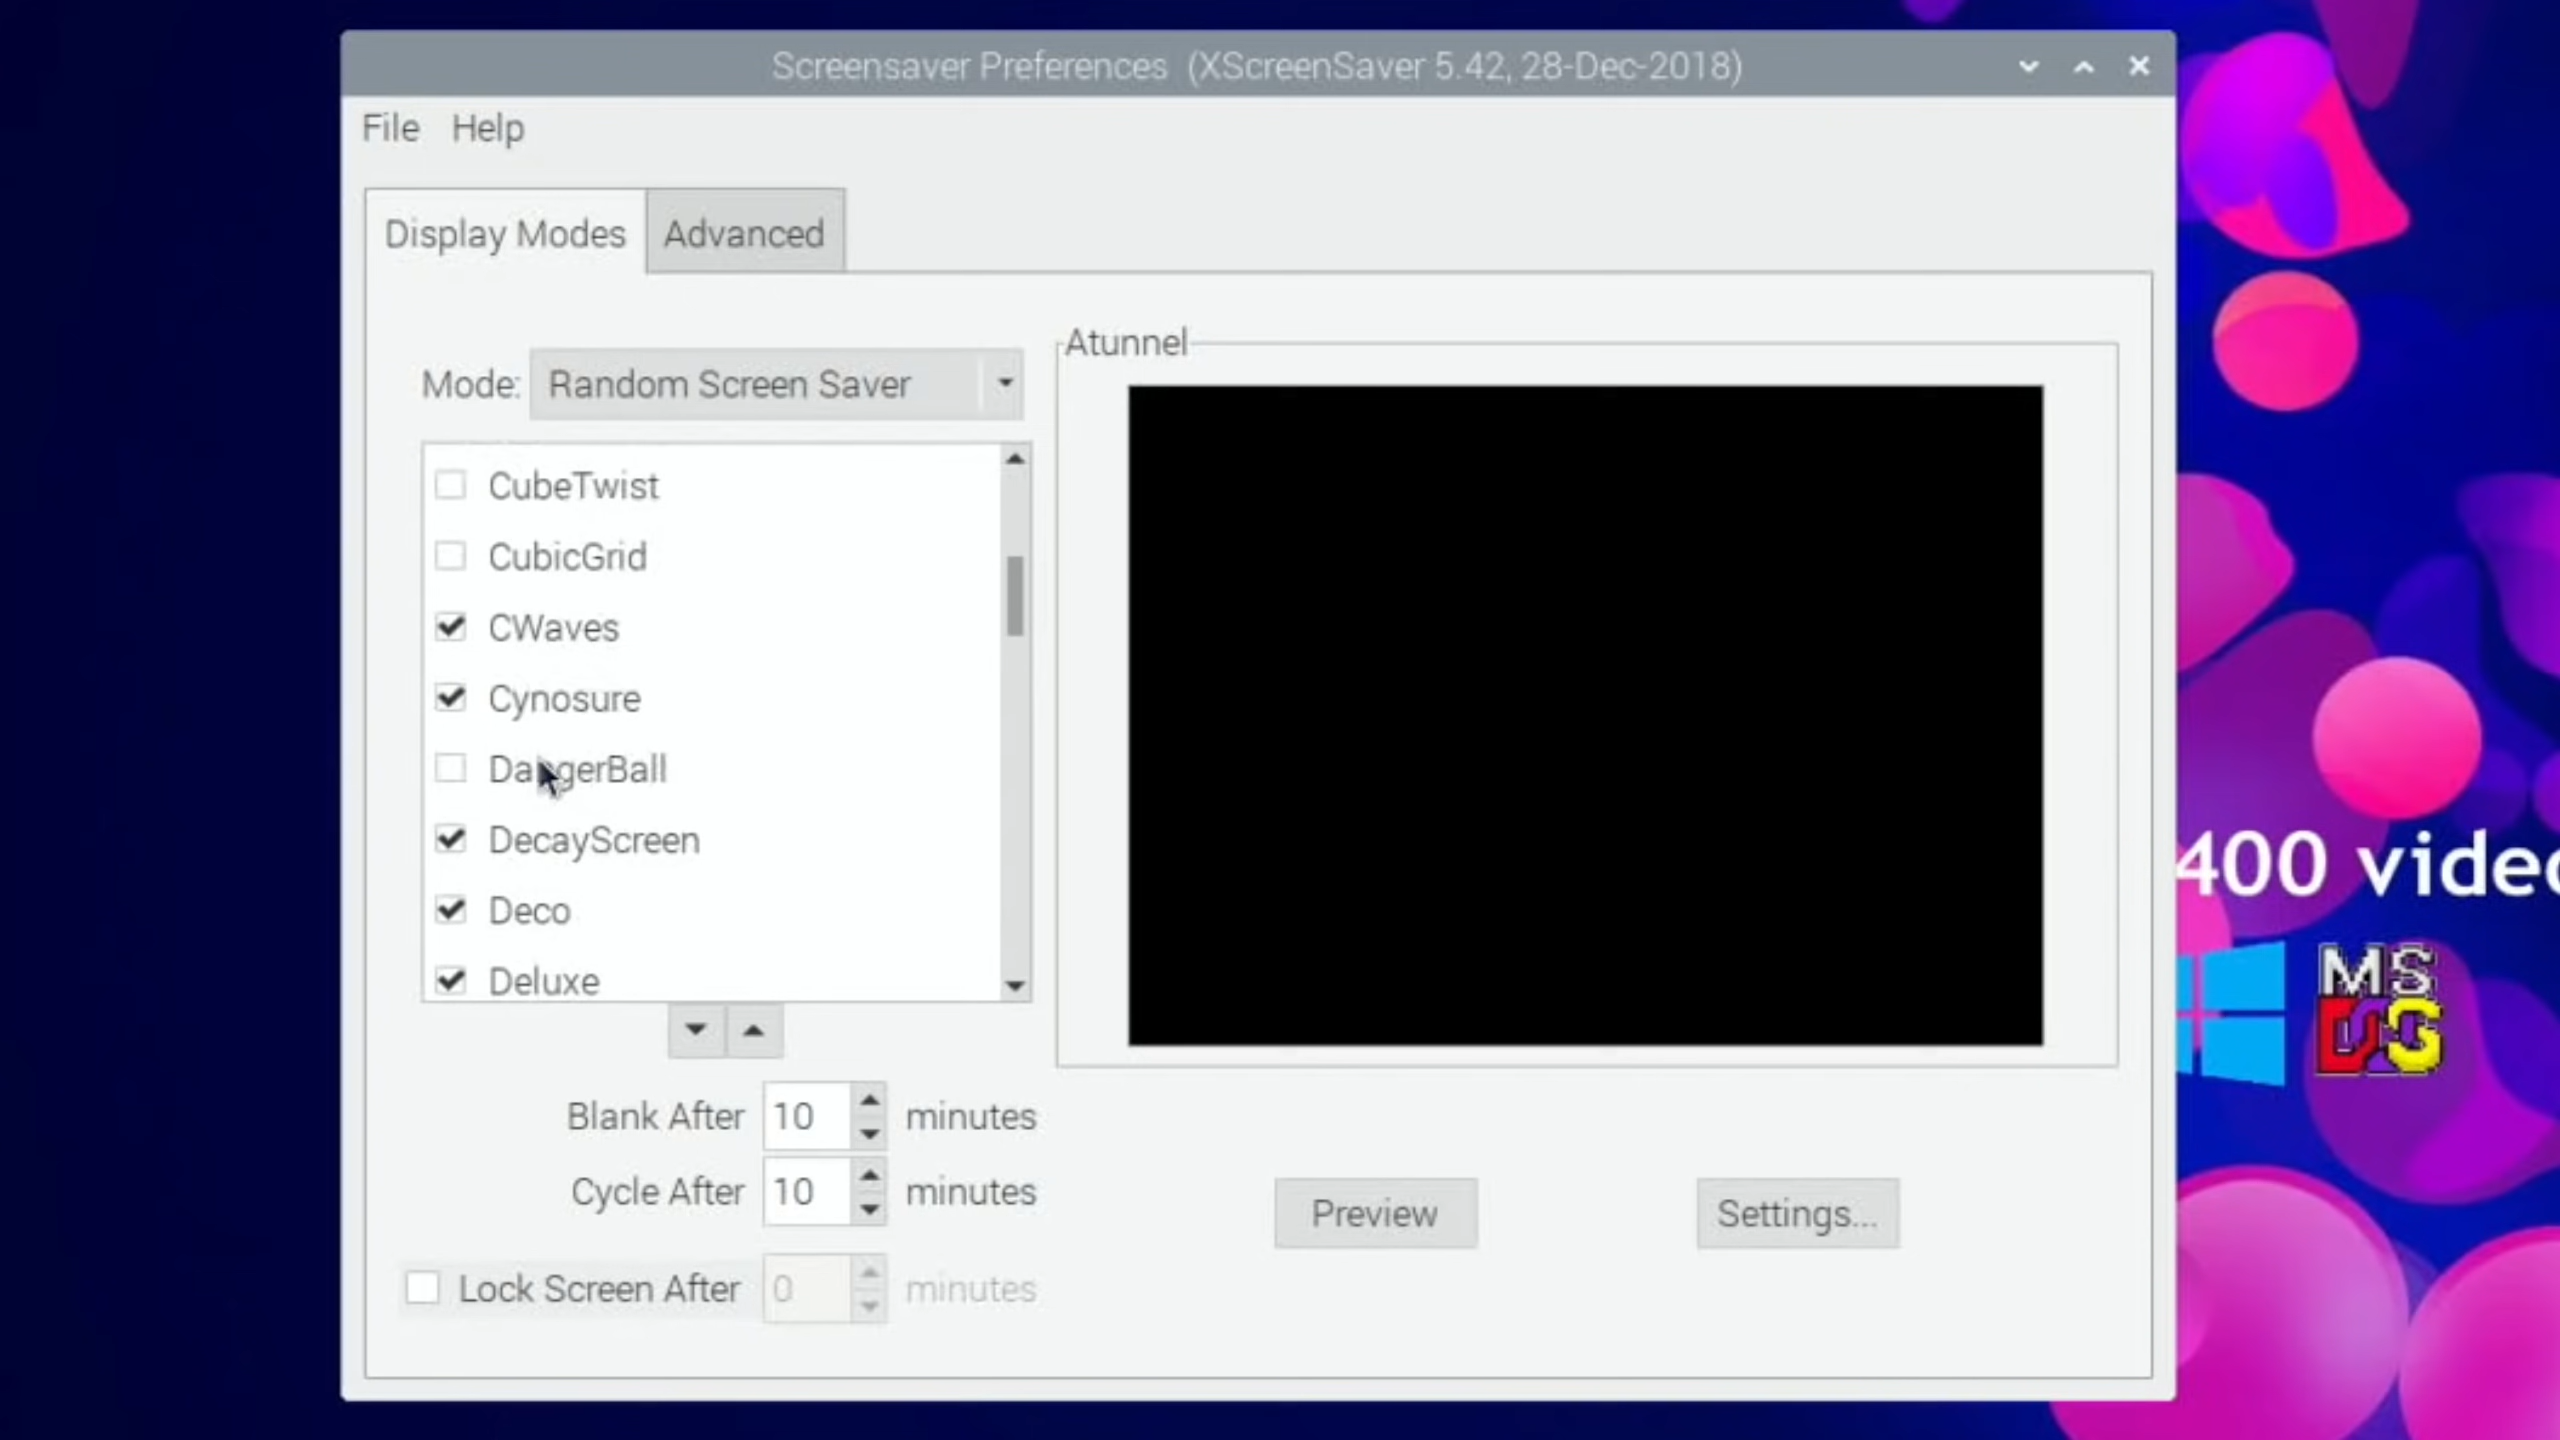 Screensaver Preferences (XScreenSaver 5.42, 28-Dec-2018)
File Help
Display Modes Advanced
Mode: Random Screen Saver
Atunnel
CubeTwist
CubicGrid
CWaves
Cynosure
DangerBall
DecayScreen
Deco
Deluxe
Blank After 10 minutes
Cycle After 10 minutes
Lock Screen After 0 minutes
Preview
Settings...
400 video
MS